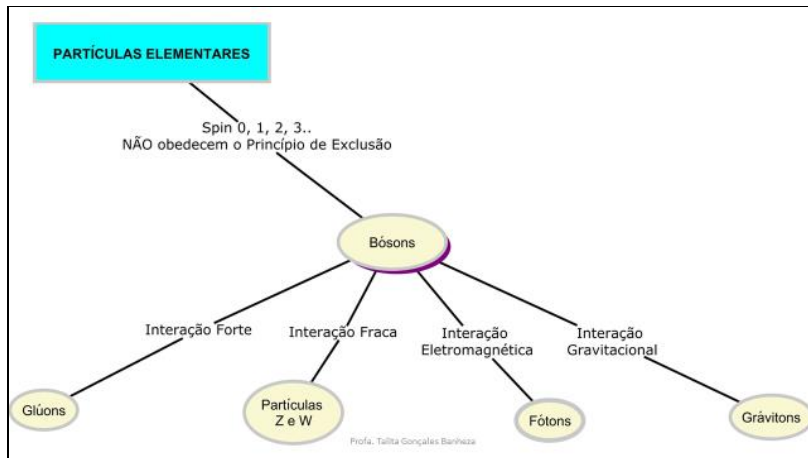 PARTÍCULAS ELEMENTARES
Spin 0, 1, 2, 3..
NÃO obedecem o Princípio de Exclusão
Bósons
Interação Forte
Interação Fraca
Interação
Eletromagnética
Interação
Gravitacional
Glúons
Partículas
Z e W
Fótons
Grávitons
Profa. Talita Gonçales Banheza